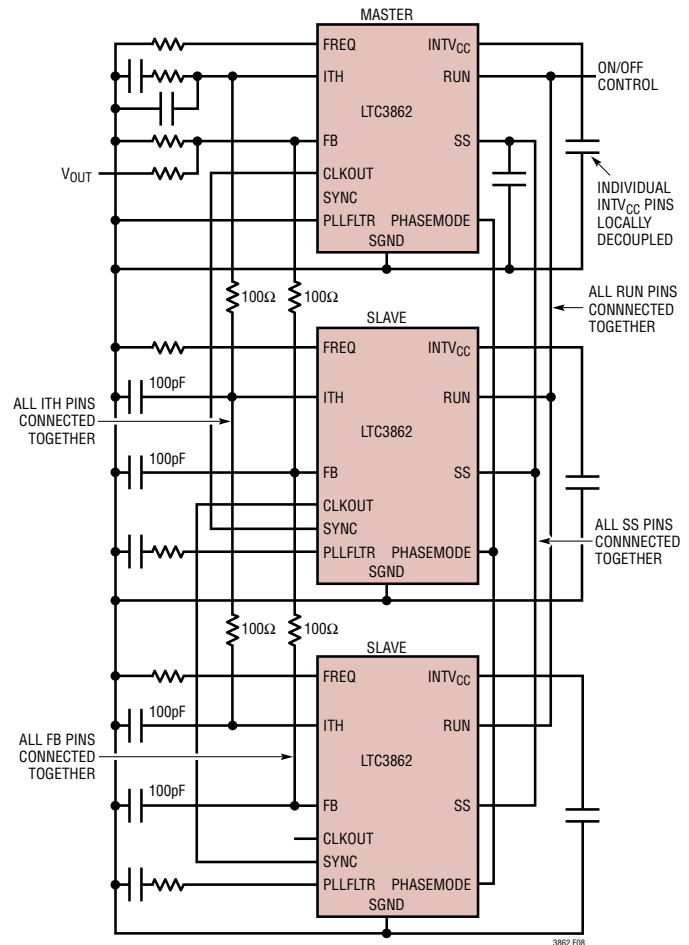 MASTER
FREQ
INTVCC
ON/OFF
CONTROL
ITH
RUN
LTC3862
FB
SS
VOUT
CLKOUT
SYNC
PLLFLTR PHASEMODE
SGND
INDIVIDUAL
INTVCC PINS
LOCALLY
DECOUPLED
100Ω
100Ω
ALL RUN PINS
CONNNECTED
TOGETHER
SLAVE
FREQ
INTVCC
100pF
ITH
RUN
ALL ITH PINS
CONNECTED
TOGETHER
LTC3862
100pF
FB
SS
CLKOUT
SYNC
PLLFLTR PHASEMODE
SGND
ALL SS PINS
CONNNECTED
TOGETHER
100Ω
100Ω
SLAVE
FREQ
INTVCC
100pF
ITH
RUN
ALL FB PINS
CONNECTED
TOGETHER
LTC3862
100pF
FB
SS
CLKOUT
SYNC
PLLFLTR PHASEMODE
SGND
3862 F08